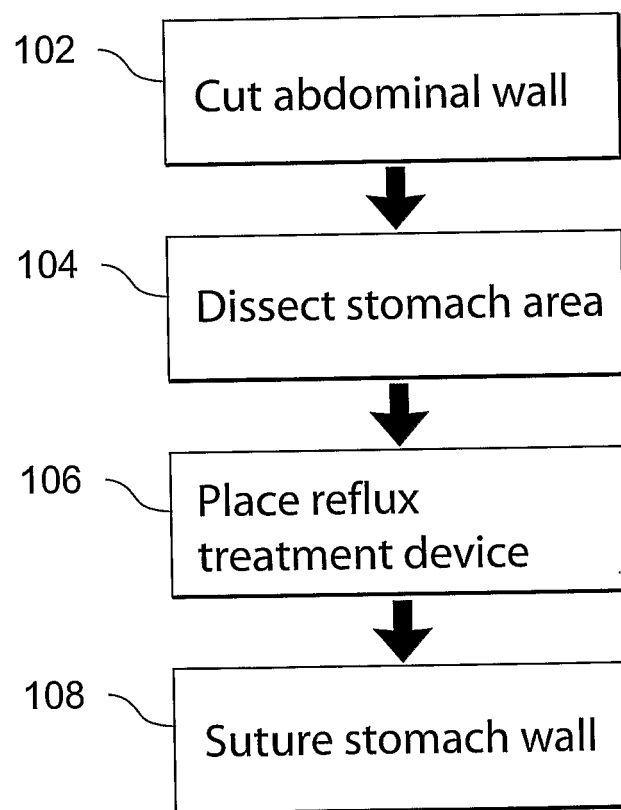 102
Cut abdominal wall
104
Dissect stomach area
106
Place reflux
treatment device
108
Suture stomach wall